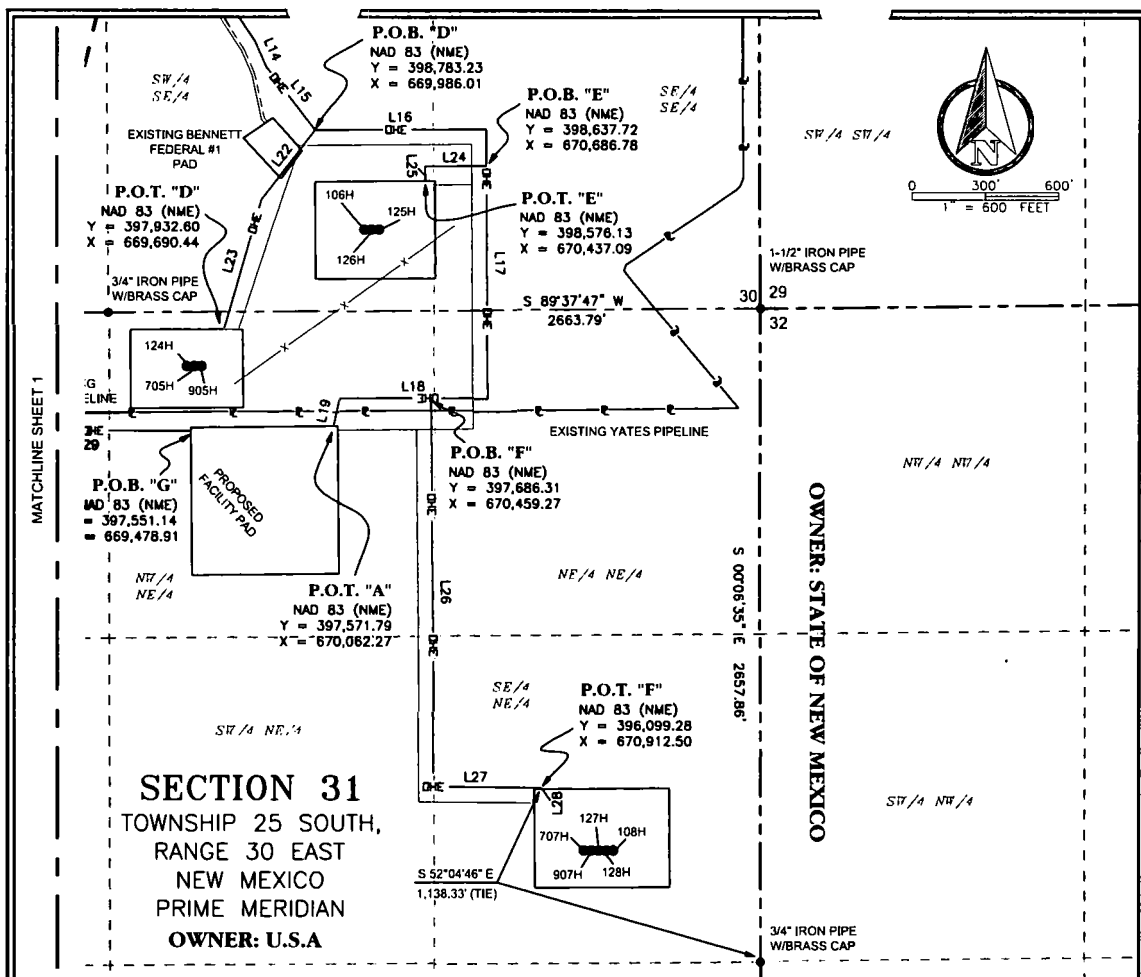 P.O.B. "D"
NAD 83 (NME)
Y = 398,783.23
X = 669,986.01
L14
OHE
L15
SW/4
SE/4
EXISTING BENNETT
FEDERAL #1
PAD
L22
L16
OHE
P.O.B. "E"
NAD 83 (NME)
Y = 398,637.72
X = 670,686.78
SE/4
SE/4
SW/4 SW/4
N
0 300' 600'
1" = 600 FEET
L24
L25
OHE
P.O.T. "D"
NAD 83 (NME)
Y = 397,932.60
X = 669,690.44
OHE
L23
106H
125H
126H
P.O.T. "E"
NAD 83 (NME)
Y = 398,576.13
X = 670,437.09
L17
3/4" IRON PIPE
W/BRASS CAP
1-1/2" IRON PIPE
W/BRASS CAP
S 89°37'47" W
2663.79'
30
29
32
OHE
124H
705H
905H
MATCHLINE SHEET 1
G
ELINE
L18
OHE
L19
EXISTING YATES PIPELINE
OHE
29
P.O.B. "G"
NAD 83 (NME)
= 397,551.14
= 669,478.91
PROPOSED
FACILITY PAD
P.O.B. "F"
NAD 83 (NME)
Y = 397,686.31
X = 670,459.27
OHE
NW/4 NW/4
NW/4
NE/4
P.O.T. "A"
NAD 83 (NME)
Y = 397,571.79
X = 670,062.27
L26
OHE
NE/4 NE/4
S 00°06'35" E 2657.86'
OWNER: STATE OF NEW MEXICO
SE/4
NE/4
P.O.T. "F"
NAD 83 (NME)
Y = 396,099.28
X = 670,912.50
SW/4 NE/4
OHE
L27
L28
SW/4 NW/4
SECTION 31
TOWNSHIP 25 SOUTH,
RANGE 30 EAST
NEW MEXICO
PRIME MERIDIAN
OWNER: U.S.A
707H
127H
108H
907H
128H
S 52°04'46" E
1,138.33' (TIE)
3/4" IRON PIPE
W/BRASS CAP